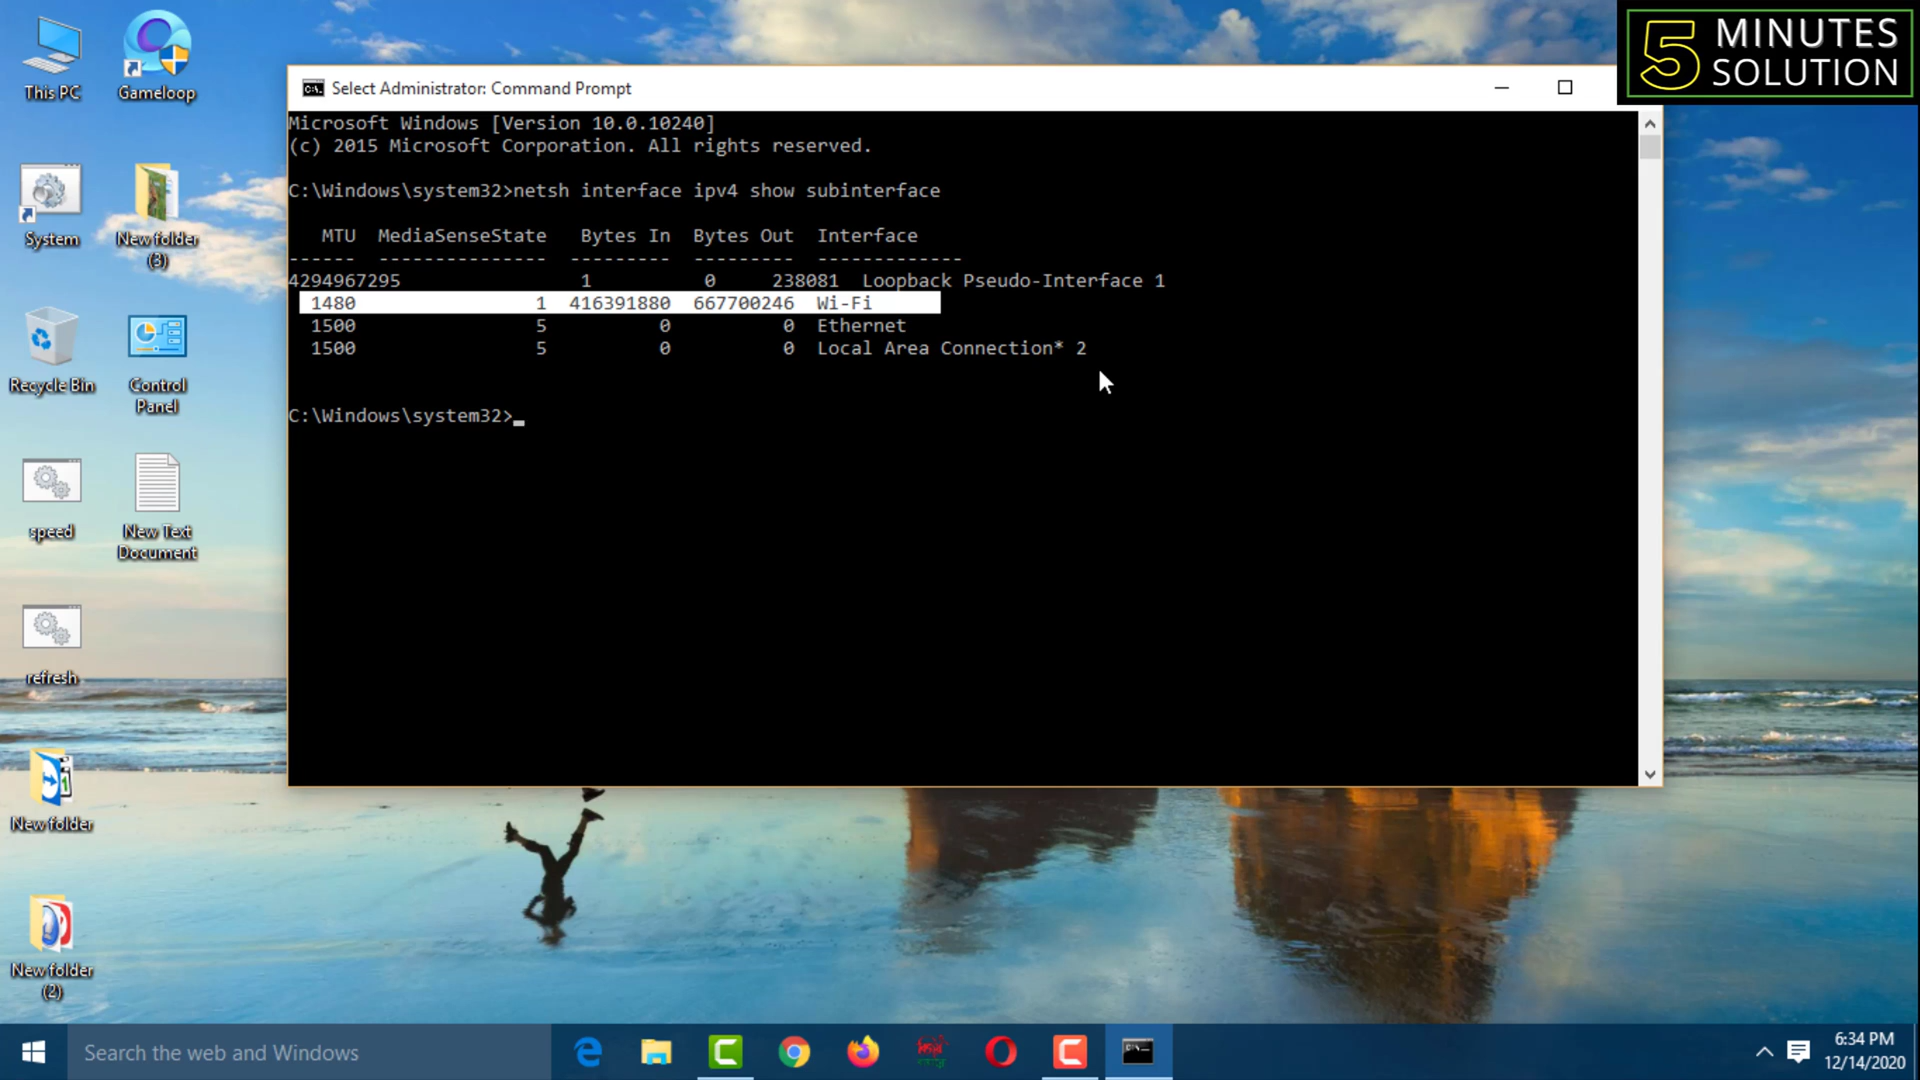 This PC
Gameloop
System
New folder
(3)
Recycle Bin
Control
Panel
speed
New Text
Document
refresh
New folder
New folder
(2)
5 MINUTES
SOLUTION
Select Administrator: Command Prompt
Microsoft Windows [Version 10.0.10240]
(c) 2015 Microsoft Corporation. All rights reserved.
C:\Windows\system32>netsh interface ipv4 show subinterface
MTU  MediaSenseState   Bytes In  Bytes Out  Interface
------  ---------------  ---------  ---------  -------------
4294967295                1          0     238081  Loopback Pseudo-Interface 1
1480                1  416391880  667700246  Wi-Fi
1500                5          0          0  Ethernet
1500                5          0          0  Local Area Connection* 2
C:\Windows\system32>
Search the web and Windows
6:34 PM
12/14/2020